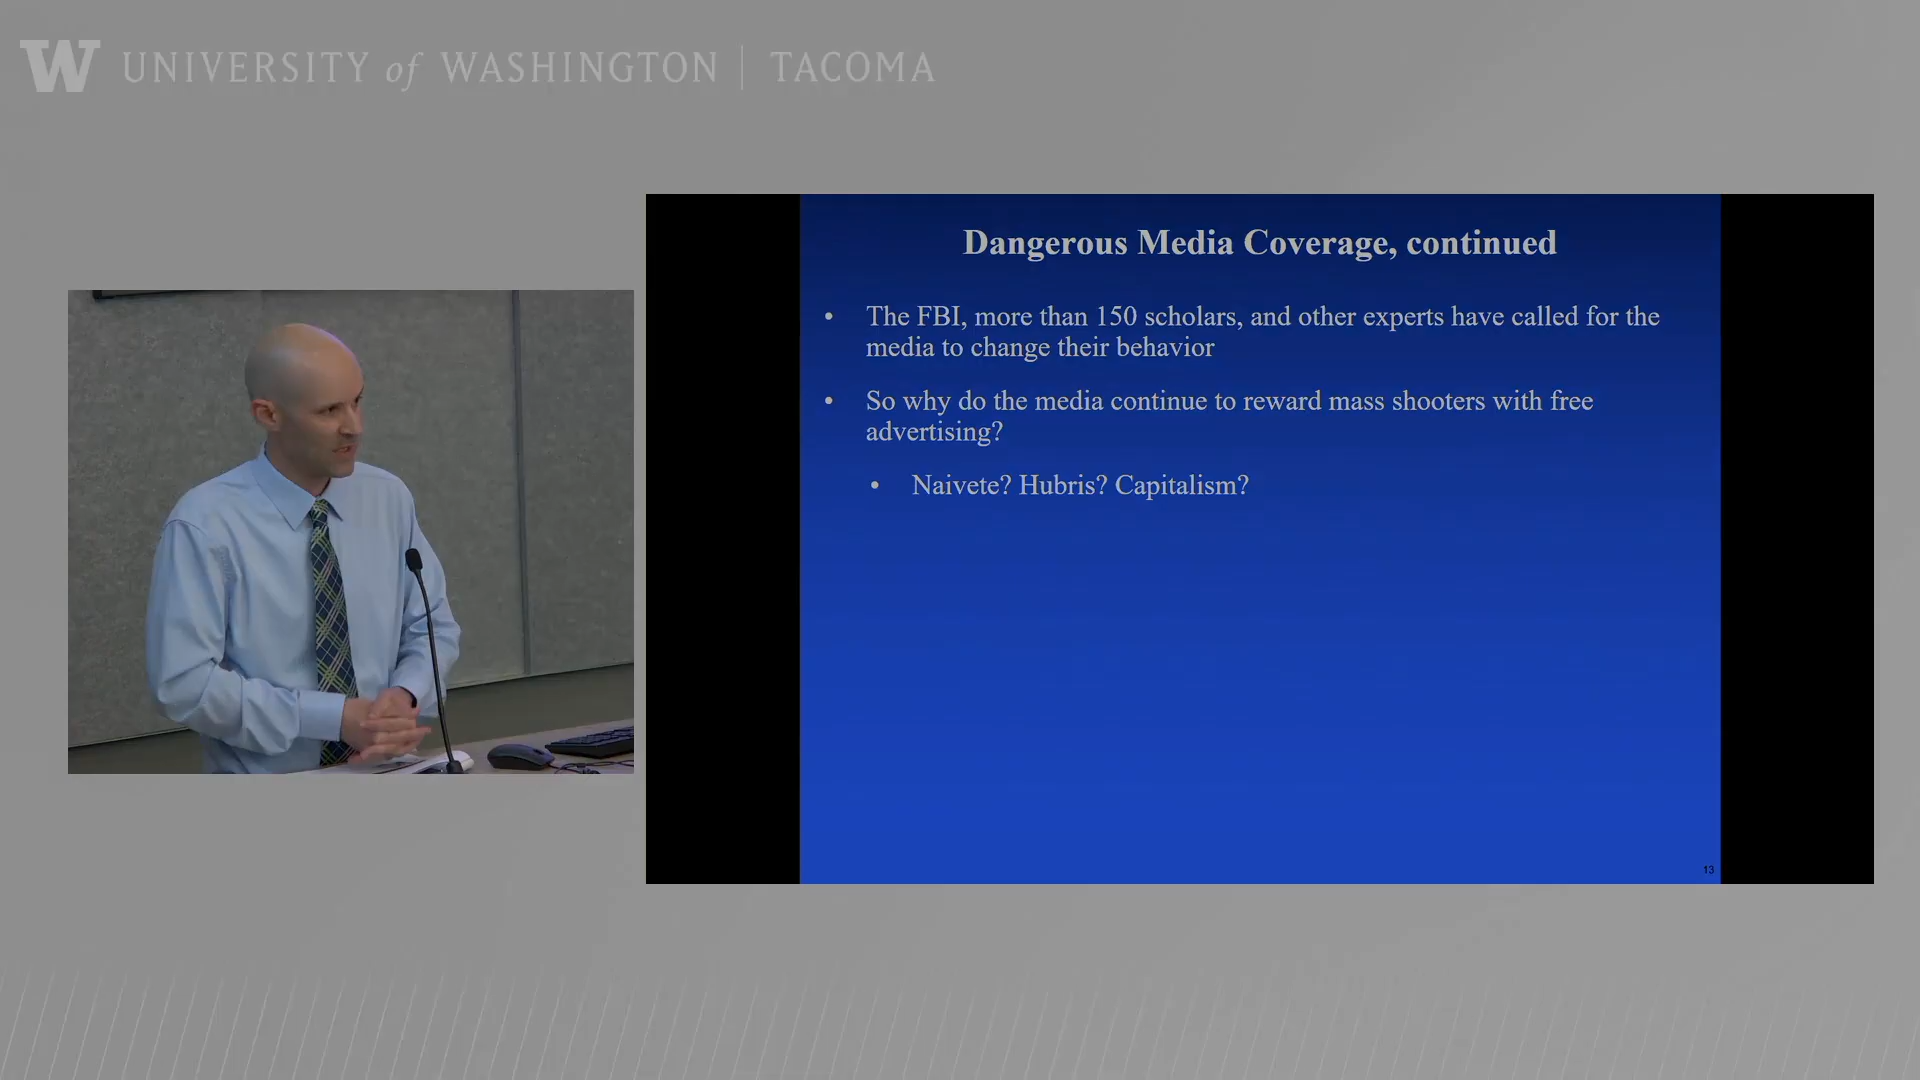 W UNIVERSITY of WASHINGTON | TACOMA
Dangerous Media Coverage, continued
• The FBI, more than 150 scholars, and other experts have called for the
media to change their behavior
• So why do the media continue to reward mass shooters with free
advertising?
• Naivete? Hubris? Capitalism?
13